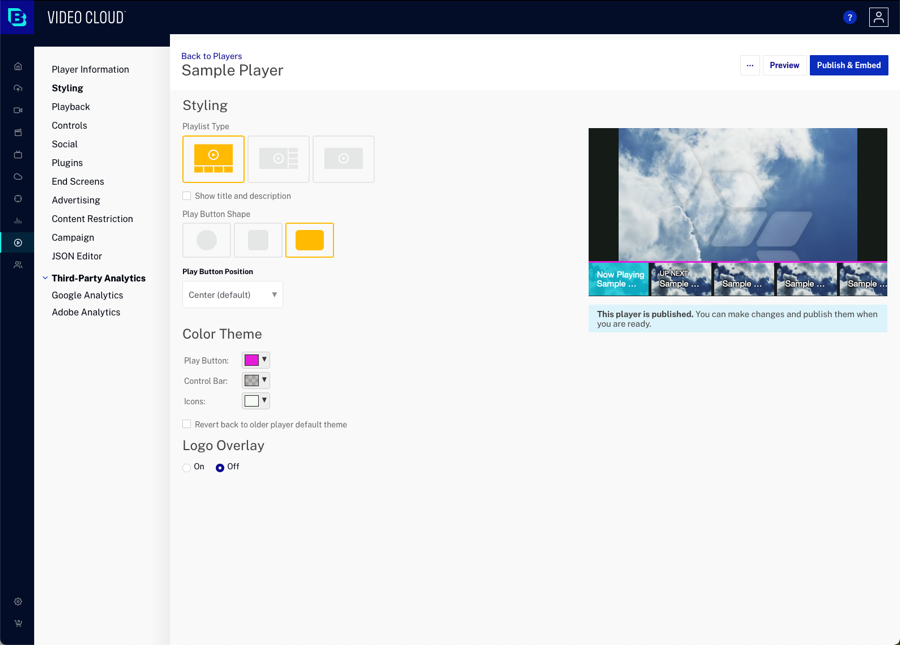 VIDEO CLOUD
?
Player Information
Styling
Playback
Controls
Social
Plugins
End Screens
Advertising
Content Restriction
Campaign
JSON Editor
Third-Party Analytics
Google Analytics
Adobe Analytics
Back to Players
Sample Player
...
Preview
Publish & Embed
Styling
Playlist Type
Show title and description
Play Button Shape
Play Button Position
Center (default)
Color Theme
Play Button:
Control Bar:
Icons:
Revert back to older player default theme
Logo Overlay
On
Off
Now Playing
Sample ...
UP NEXT
Sample ...
Sample ...
Sample ...
Sample ...
This player is published. You can make changes and publish them when
you are ready.